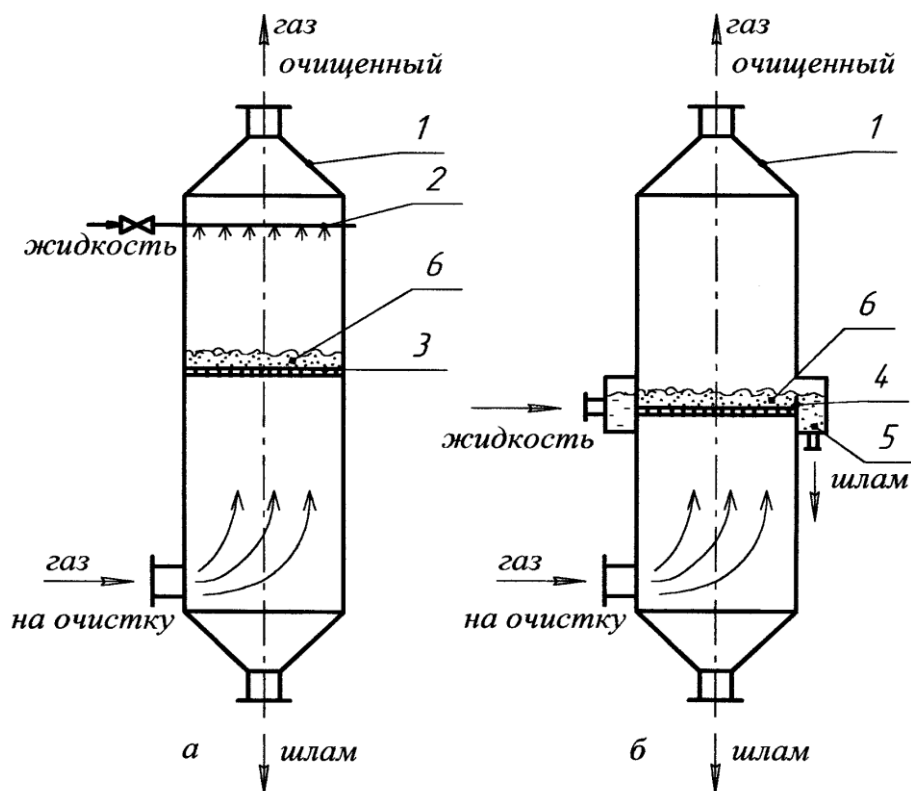 газ
очищенный
1
2
жидкость
6
3
газ
на очистку
а
шлам
газ
очищенный
1
6
4
жидкость
5
шлам
газ
на очистку
б
шлам